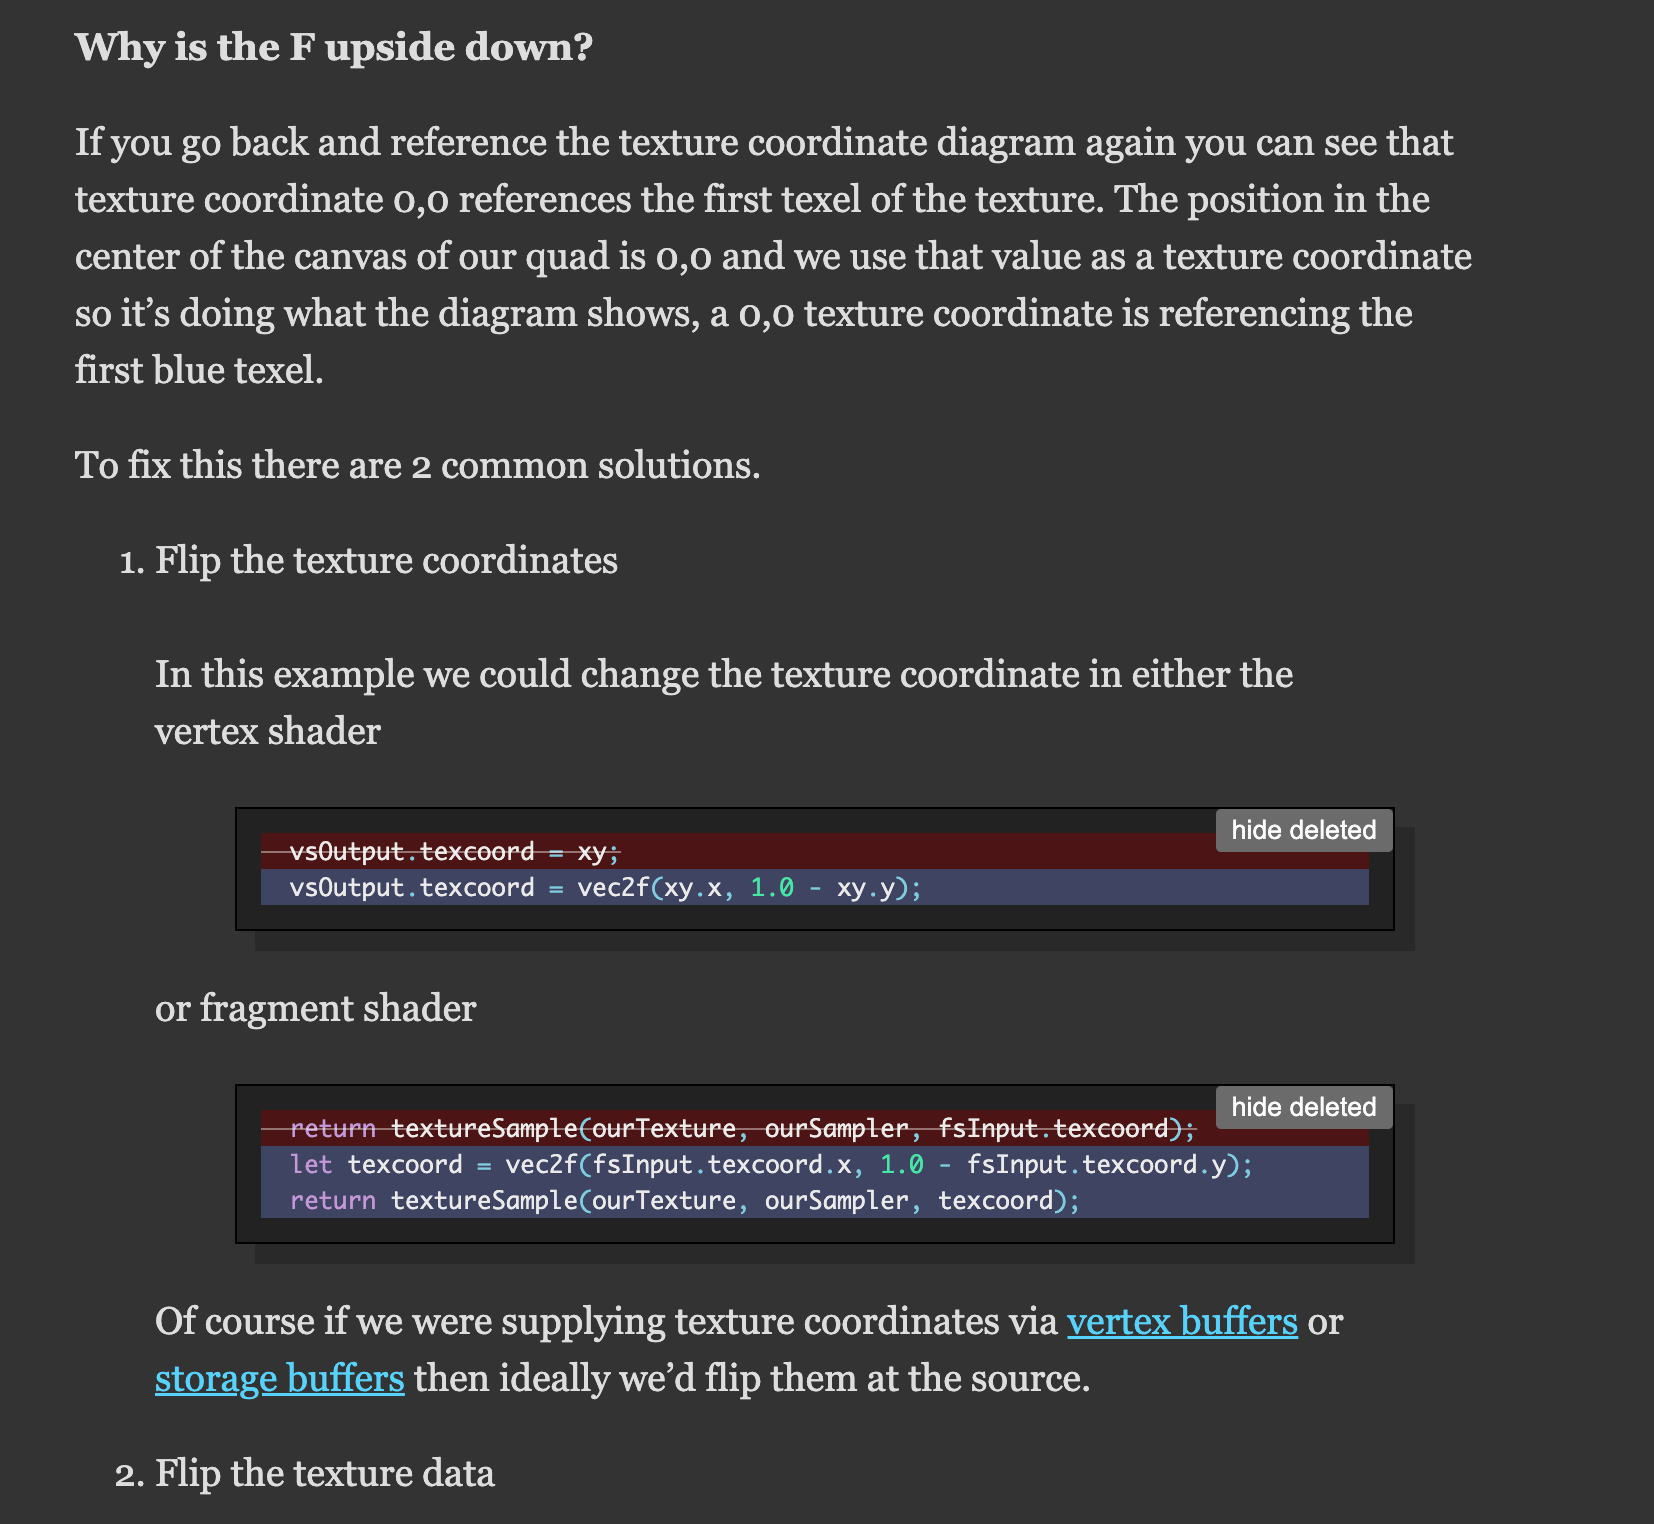 Why is the F upside down?
If you go back and reference the texture coordinate diagram again you can see that
texture coordinate 0,0 references the first texel of the texture. The position in the
center of the canvas of our quad is 0,0 and we use that value as a texture coordinate
so it’s doing what the diagram shows, a 0,0 texture coordinate is referencing the
first blue texel.
To fix this there are 2 common solutions.
1. Flip the texture coordinates
In this example we could change the texture coordinate in either the
vertex shader
hide deleted
vsOutput.texcoord = xy;
vsOutput.texcoord = vec2f(xy.x, 1.0 - xy.y);
or fragment shader
hide deleted
return textureSample(ourTexture, ourSampler, fsInput.texcoord);
let texcoord = vec2f(fsInput.texcoord.x, 1.0 - fsInput.texcoord.y);
return textureSample(ourTexture, ourSampler, texcoord);
Of course if we were supplying texture coordinates via vertex buffers or
storage buffers then ideally we’d flip them at the source.
2. Flip the texture data